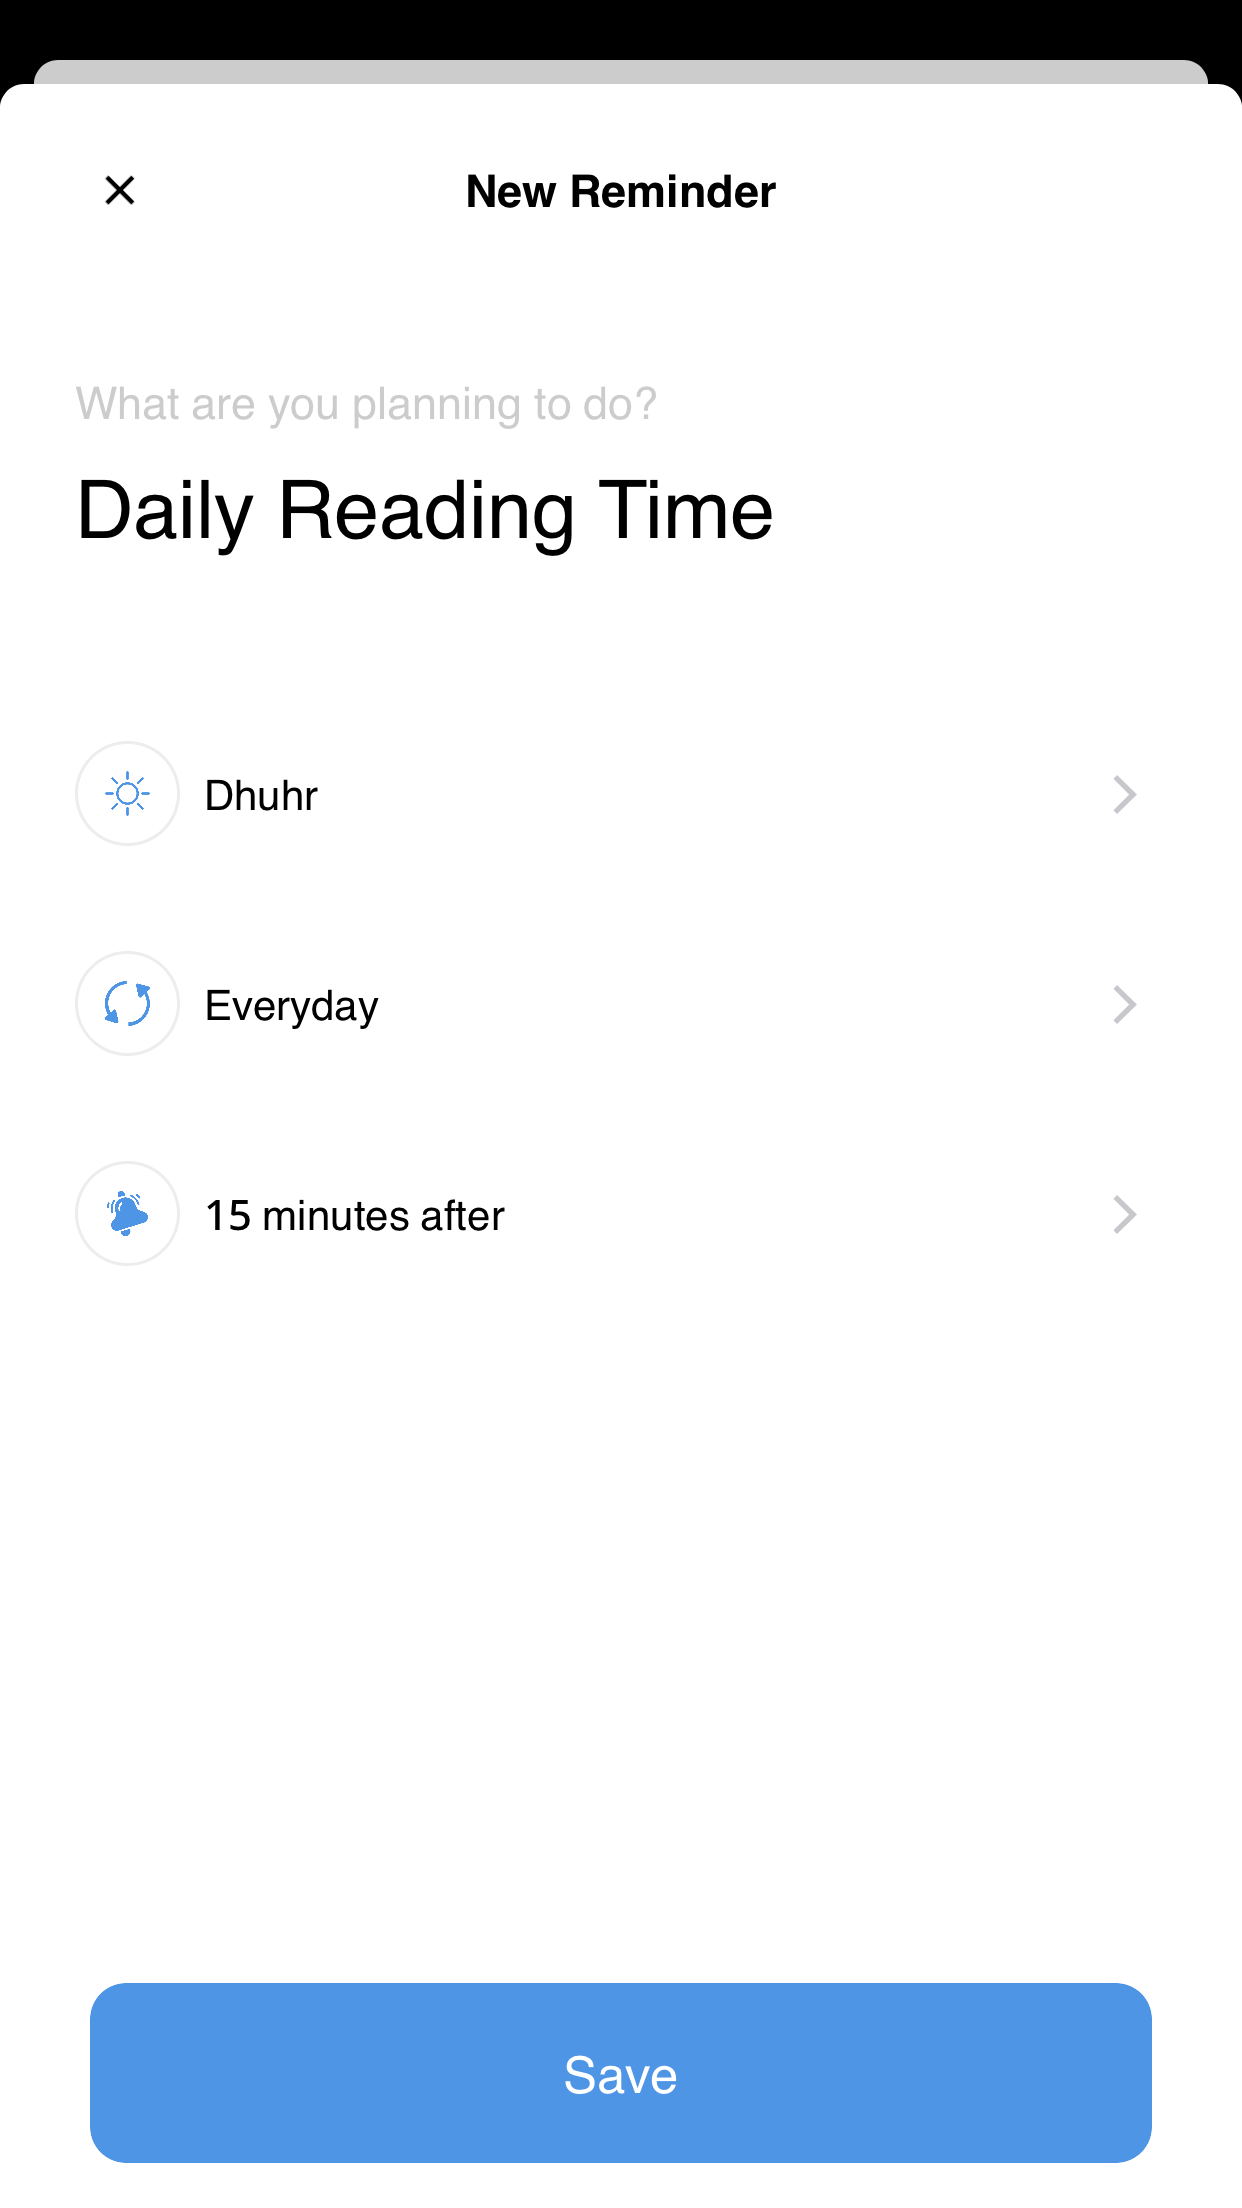 New Reminder
What are you planning to do?
Daily Reading Time
Dhuhr
Everyday
15 minutes after
Save